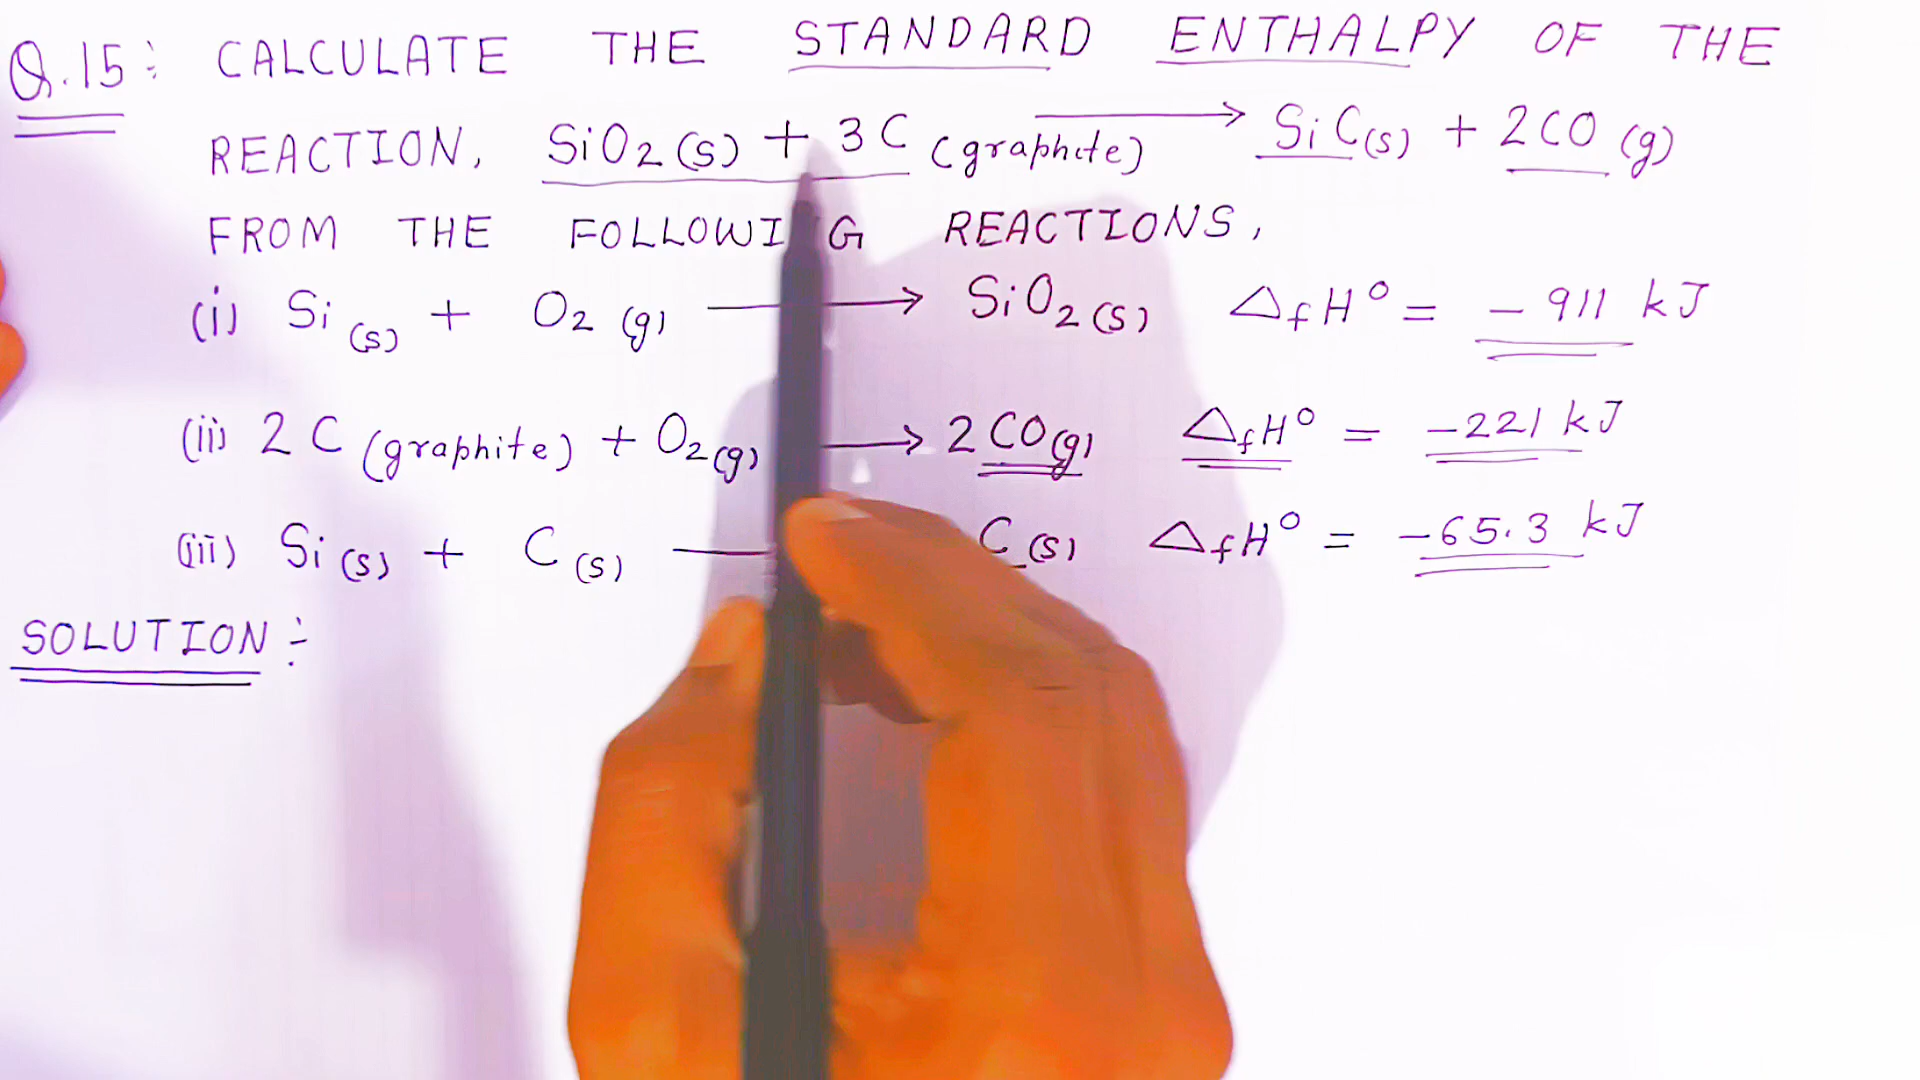 Q.15: CALCULATE THE STANDARD ENTHALPY OF THE
REACTION, SiO2(s) + 3C (graphite) ⟶ SiC(s) + 2CO (g)
FROM THE REACTIONS,
(i) Si (s) + O2 (g) ⟶ SiO2(s) ΔfH° = -911 kJ
(ii) 2C (graphite) + O2(g) ⟶ 2CO(g) ΔfH° = -221 kJ
(iii) Si(s) + C(s) — C(s) ΔfH° = -65.3 kJ
SOLUTION :-